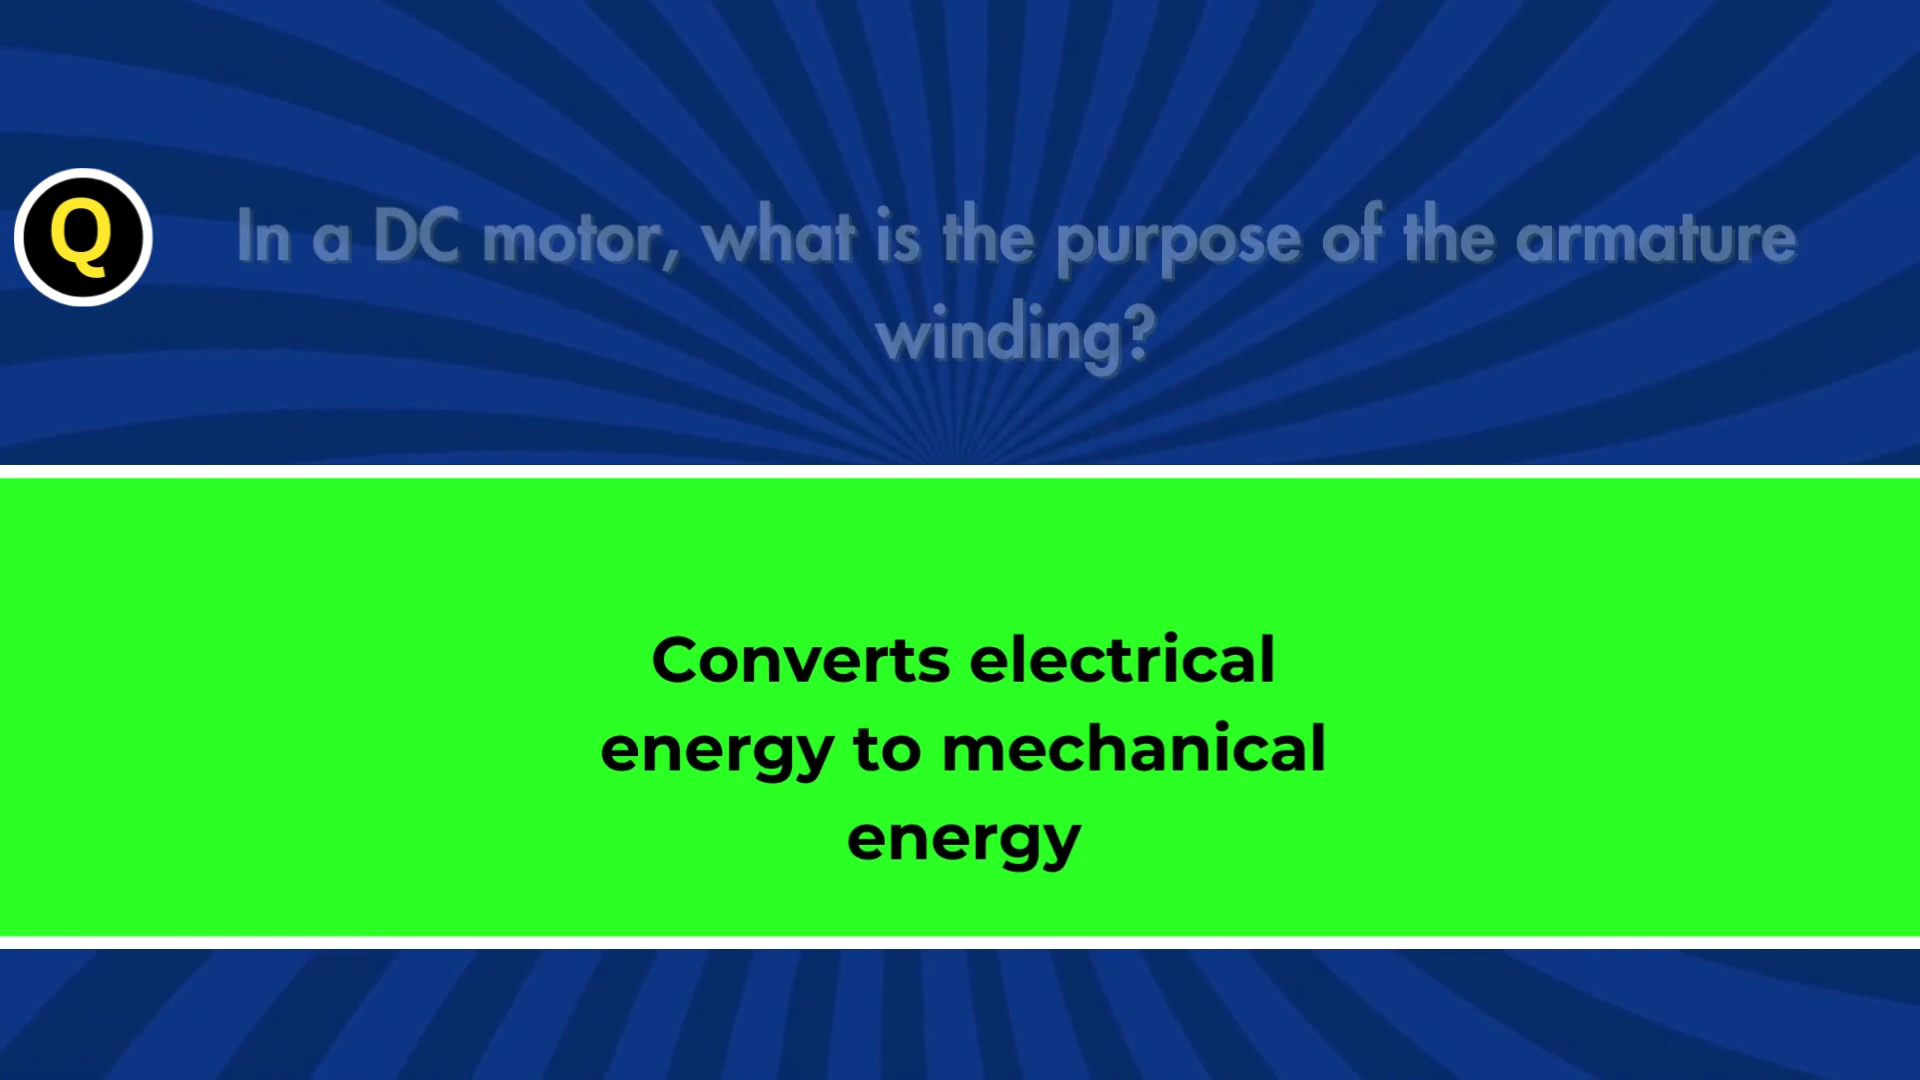 Q
In a DC motor, what is the purpose of the armature
winding?
Converts electrical
energy to mechanical
energy